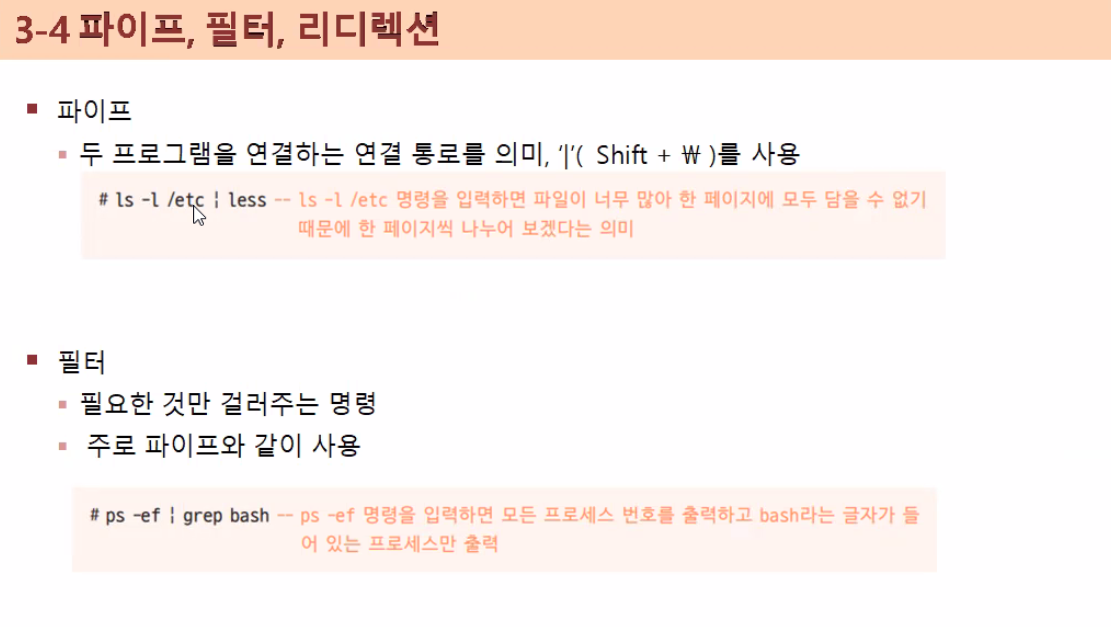 3-4 파이프, 필터, 리디렉션
파이프
두 프로그램을 연결하는 연결 통로를 의미, ‘|’( Shift + ₩ )를 사용
# ls -l /etc ¦ less -- ls -l /etc 명령을 입력하면 파일이 너무 많아 한 페이지에 모두 담을 수 없기
때문에 한 페이지씩 나누어 보겠다는 의미
필터
필요한 것만 걸러주는 명령
주로 파이프와 같이 사용
# ps -ef ¦ grep bash -- ps -ef 명령을 입력하면 모든 프로세스 번호를 출력하고 bash라는 글자가 들
어 있는 프로세스만 출력